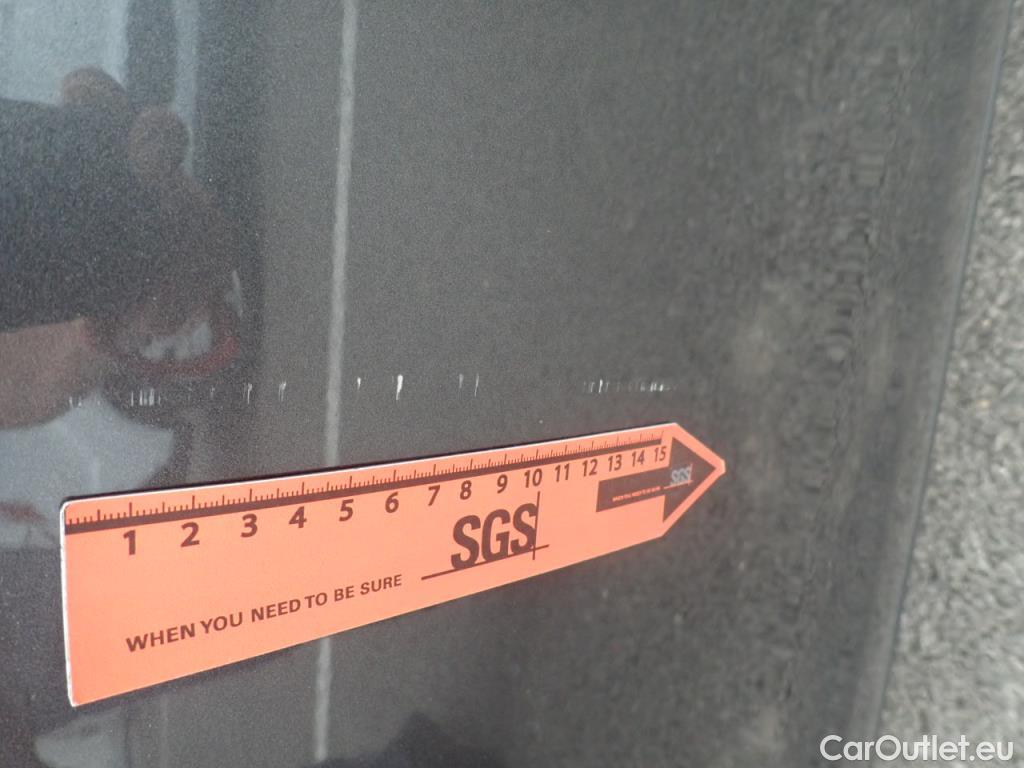 1 2 3 4 5 6 7 8 9 10 11 12 13 14 15
SGS
SGS
WHEN YOU NEED TO BE SURE
CarOutlet.eu